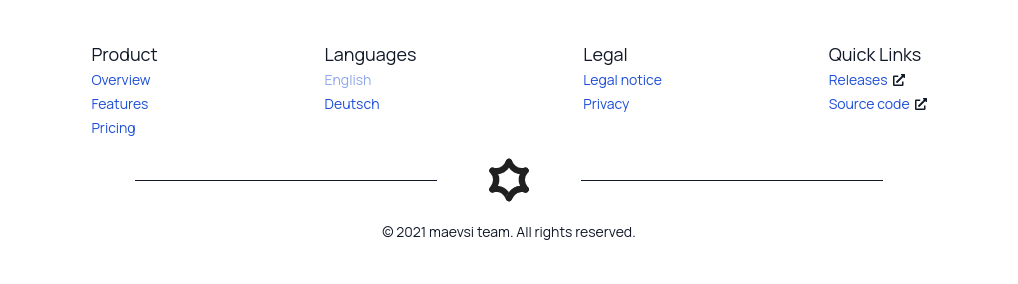 Product
Overview
Features
Pricing
Languages
English
Deutsch
Legal
Legal notice
Privacy
Quick Links
Releases
Source code
© 2021 maevsi team. All rights reserved.